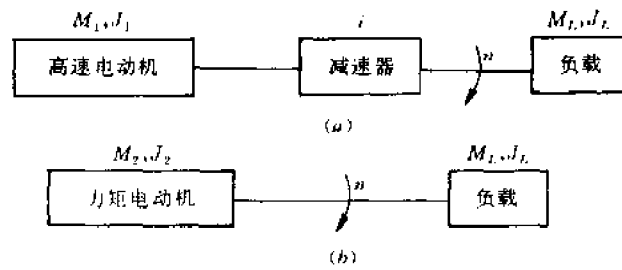 M₁,J₁ i M_L,J_L
高速电动机 减速器 n 负载
(a)
M₂,J₂ M_L,J_L
力矩电动机 n 负载
(b)